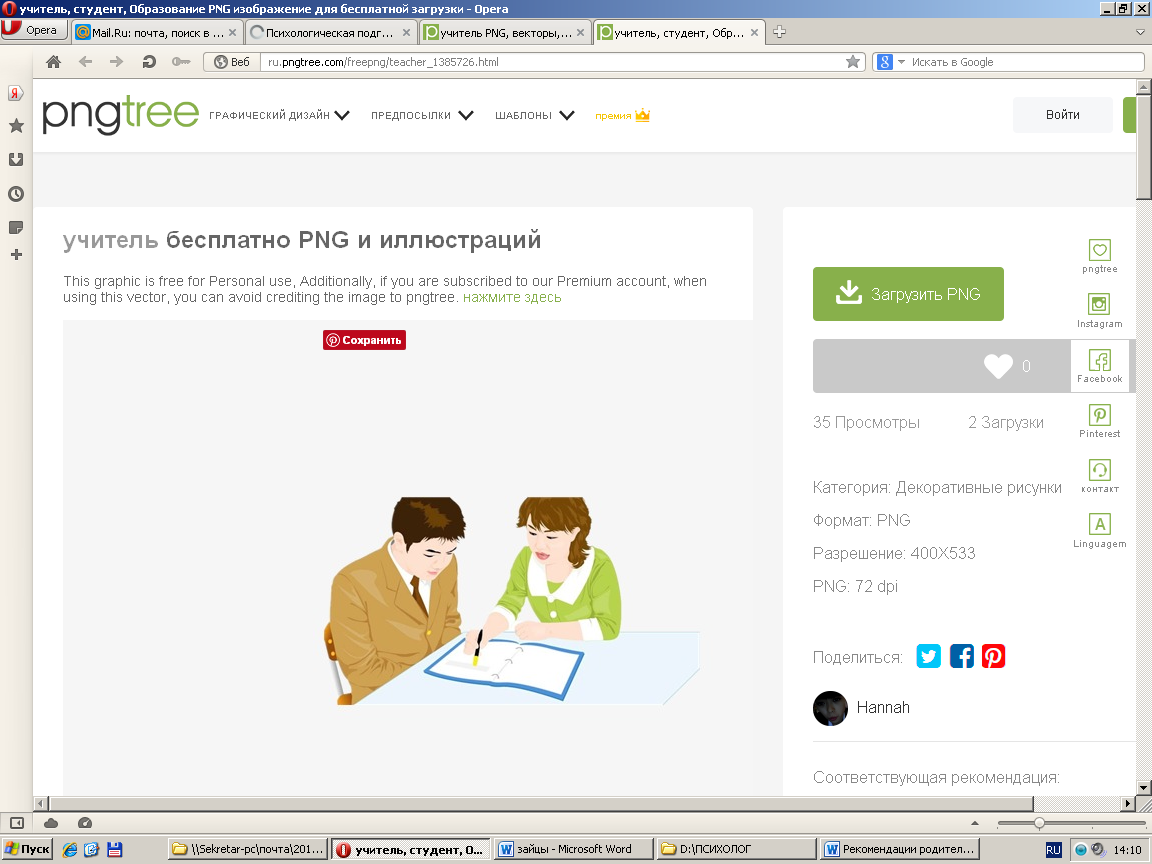 учитель, студент, Образование PNG изображение для бесплатной загрузки - Opera
Opera
Mail.Ru: почта, поиск в ...
Психологическая подг...
учитель PNG, векторы,...
учитель, студент, Обр...
Веб
ru.pngtree.com/freepng/teacher_1385726.html
Искать в Google
pngtree
ГРАФИЧЕСКИЙ ДИЗАЙН
ПРЕДПОСЫЛКИ
ШАБЛОНЫ
премия
Войти
учитель бесплатно PNG и иллюстраций
This graphic is free for Personal use, Additionally, if you are subscribed to our Premium account, when
using this vector, you can avoid crediting the image to pngtree. нажмите здесь
Сохранить
Загрузить PNG
0
35 Просмотры
2 Загрузки
Категория: Декоративные рисунки
Формат: PNG
Разрешение: 400X533
PNG: 72 dpi
Поделиться:
Hannah
Соответствующая рекомендация:
pngtree
Instagram
Facebook
Pinterest
контакт
Linguagem
Пуск
\\Sekretar-pc\почта\201...
учитель, студент, О...
зайцы - Microsoft Word
D:\ПСИХОЛОГ
Рекомендации родител...
RU
14:10